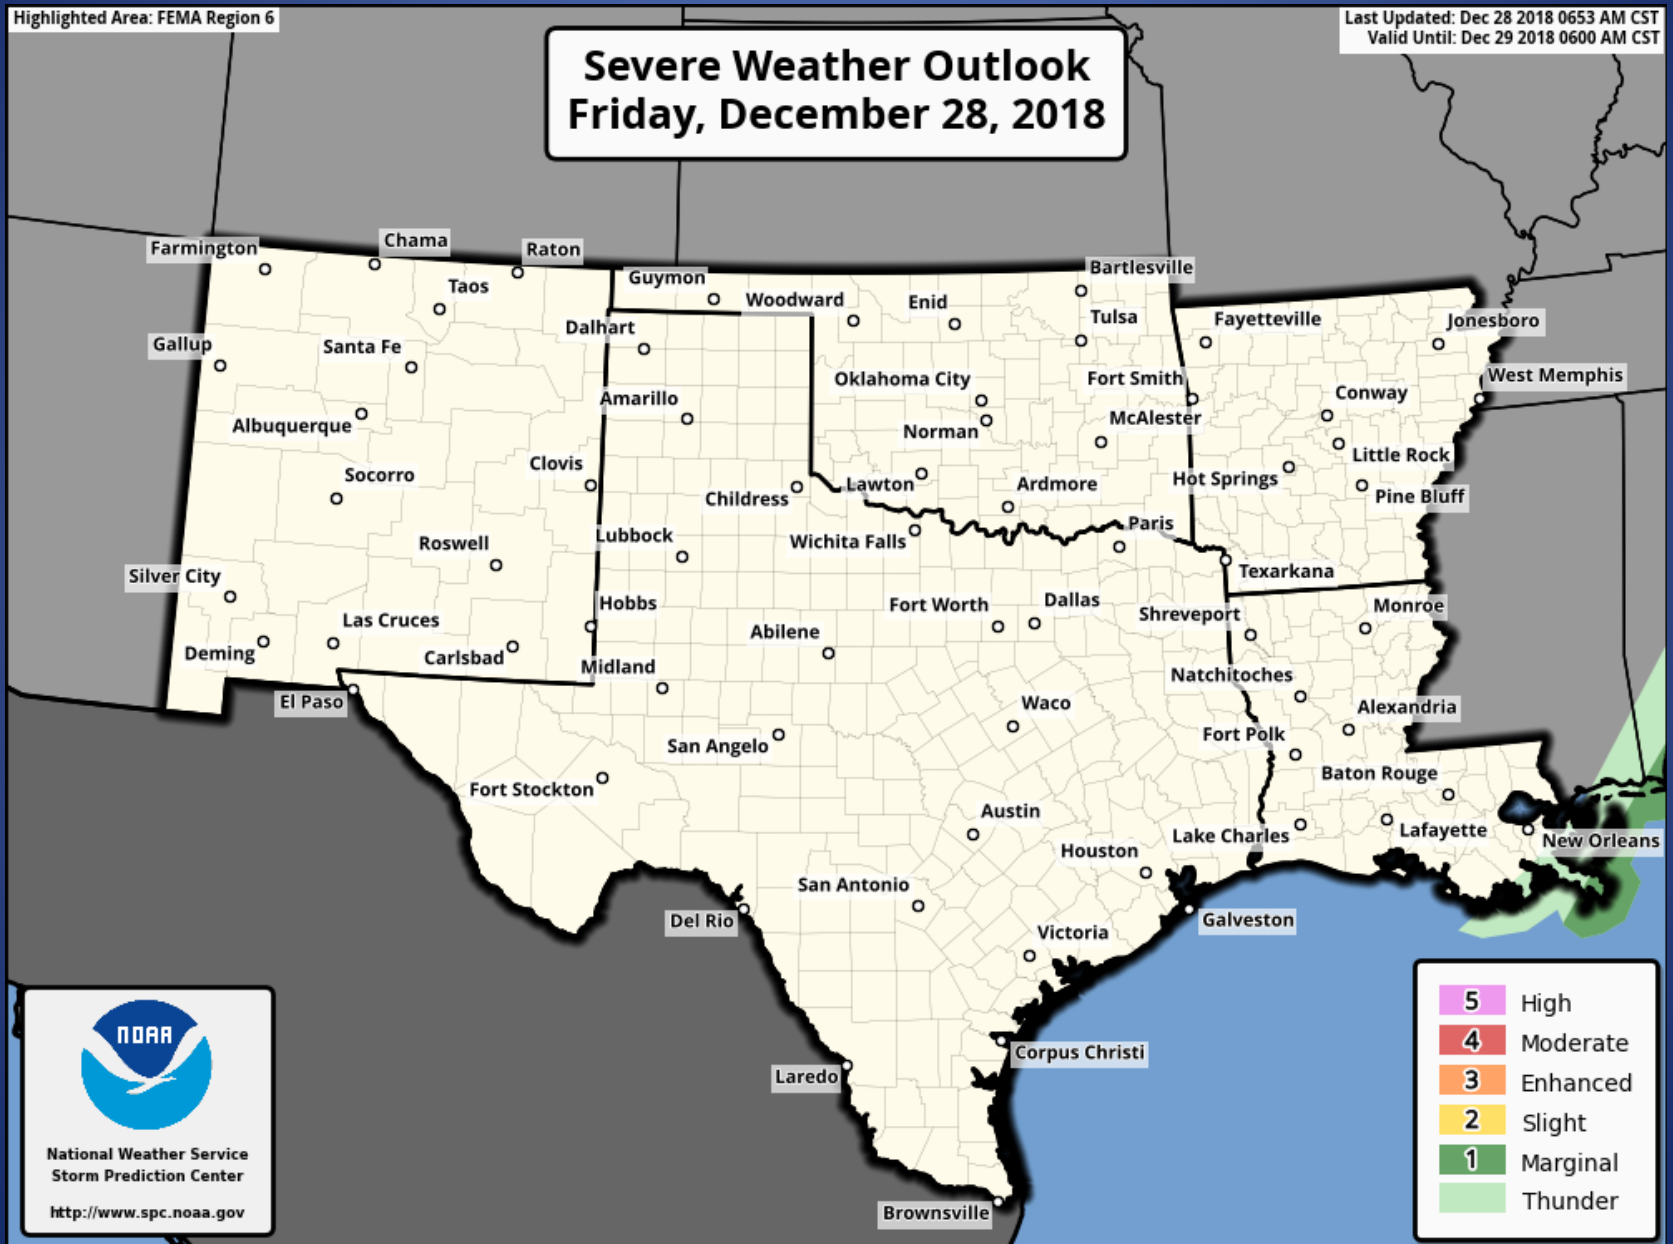 Highlighted Area: FEMA Region 6
Last Updated: Dec 28 2018 0653 AM CST
Valid Until: Dec 29 2018 0600 AM CST
Severe Weather Outlook
Friday, December 28, 2018
Farmington
Chama
Raton
Taos
Guymon
Woodward
Enid
Bartlesville
Tulsa
Fayetteville
Jonesboro
Gallup
Santa Fe
Dalhart
Oklahoma City
Fort Smith
West Memphis
Albuquerque
Amarillo
Norman
McAlester
Conway
Little Rock
Socorro
Clovis
Childress
Lawton
Ardmore
Hot Springs
Pine Bluff
Roswell
Lubbock
Wichita Falls
Paris
Texarkana
Silver City
Las Cruces
Hobbs
Fort Worth
Dallas
Shreveport
Monroe
Deming
Carlsbad
Midland
Abilene
Natchitoches
El Paso
San Angelo
Waco
Fort Polk
Alexandria
Fort Stockton
Baton Rouge
Austin
Houston
Lake Charles
Lafayette
New Orleans
San Antonio
Del Rio
Victoria
Galveston
Corpus Christi
Laredo
Brownsville
NOAA
National Weather Service
Storm Prediction Center
http://www.spc.noaa.gov
5 High
4 Moderate
3 Enhanced
2 Slight
1 Marginal
Thunder